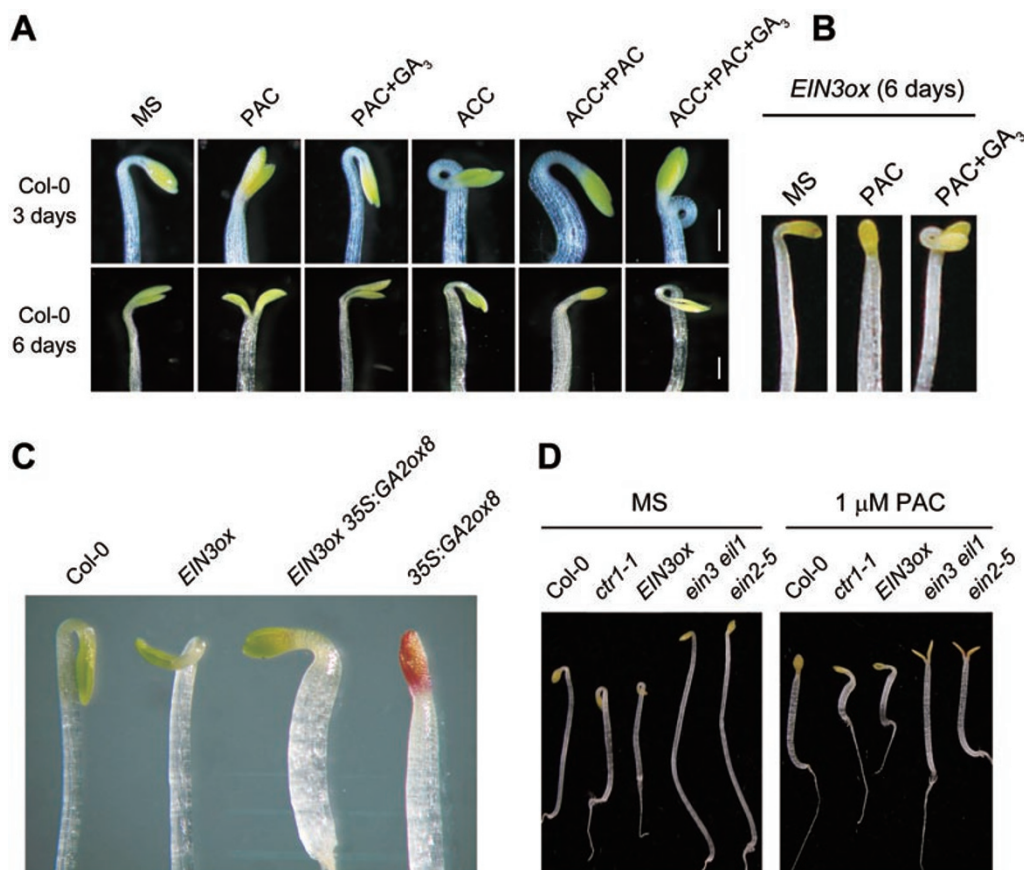 A
B
MS
PAC
PAC+GA3
ACC
ACC+PAC
ACC+PAC+GA3
Col-0
3 days
Col-0
6 days
EIN3ox (6 days)
MS
PAC
PAC+GA3
C
Col-0
EIN3ox
EIN3ox 35S:GA2ox8
35S:GA2ox8
D
MS
1 μM PAC
Col-0
ctr1-1
EIN3ox
ein3 eil1
ein2-5
Col-0
ctr1-1
EIN3ox
ein3 eil1
ein2-5